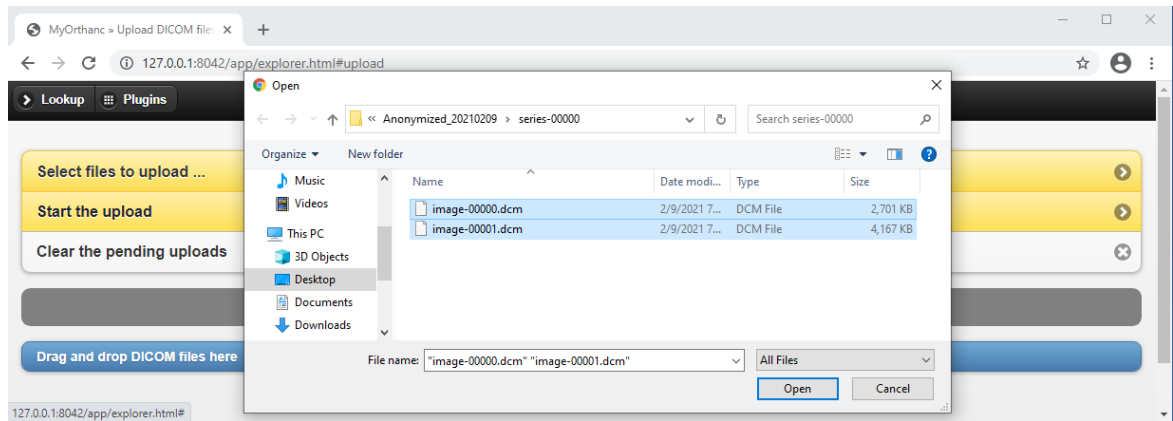 MyOrthanc » Upload DICOM file
127.0.0.1:8042/app/explorer.html#upload
Lookup Plugins
Open
« Anonymized_20210209 › series-00000
Search series-00000
Organize New folder
Select files to upload ...
Start the upload
Clear the pending uploads
Drag and drop DICOM files here
Music
Videos
This PC
3D Objects
Desktop
Documents
Downloads
Name Date modi... Type Size
image-00000.dcm 2/9/2021 7... DCM File 2,701 KB
image-00001.dcm 2/9/2021 7... DCM File 4,167 KB
File name: "image-00000.dcm" "image-00001.dcm" All Files
Open Cancel
127.0.0.1:8042/app/explorer.html#